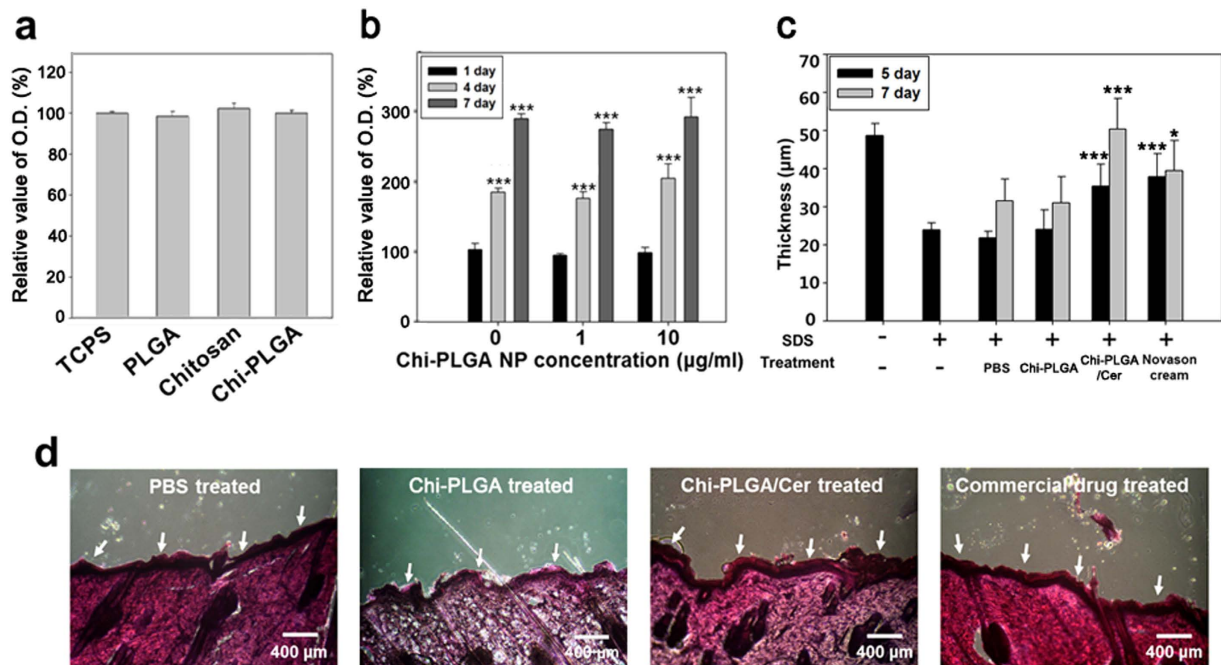 a
Relative value of O.D. (%)
120
100
80
60
40
20
0
TCPS
PLGA
Chitosan
Chi-PLGA
b
Relative value of O.D. (%)
1 day
4 day
7 day
300
200
100
0
***
***
***
***
***
***
0 1 10
Chi-PLGA NP concentration (µg/ml)
c
Thickness (µm)
5 day
7 day
70
60
50
40
30
20
10
0
***
***
*** *
SDS - + + + + +
Treatment - - PBS Chi-PLGA Chi-PLGA /Cer Novason cream
d
PBS treated
400 µm
Chi-PLGA treated
400 µm
Chi-PLGA/Cer treated
400 µm
Commercial drug treated
400 µm